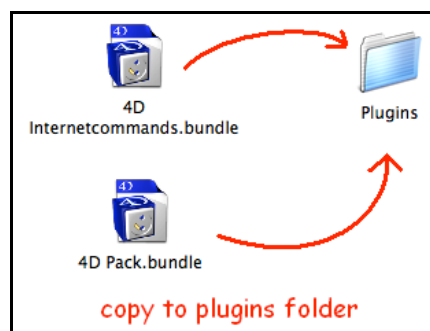 4D
Internetcommands.bundle
Plugins
4D Pack.bundle
copy to plugins folder